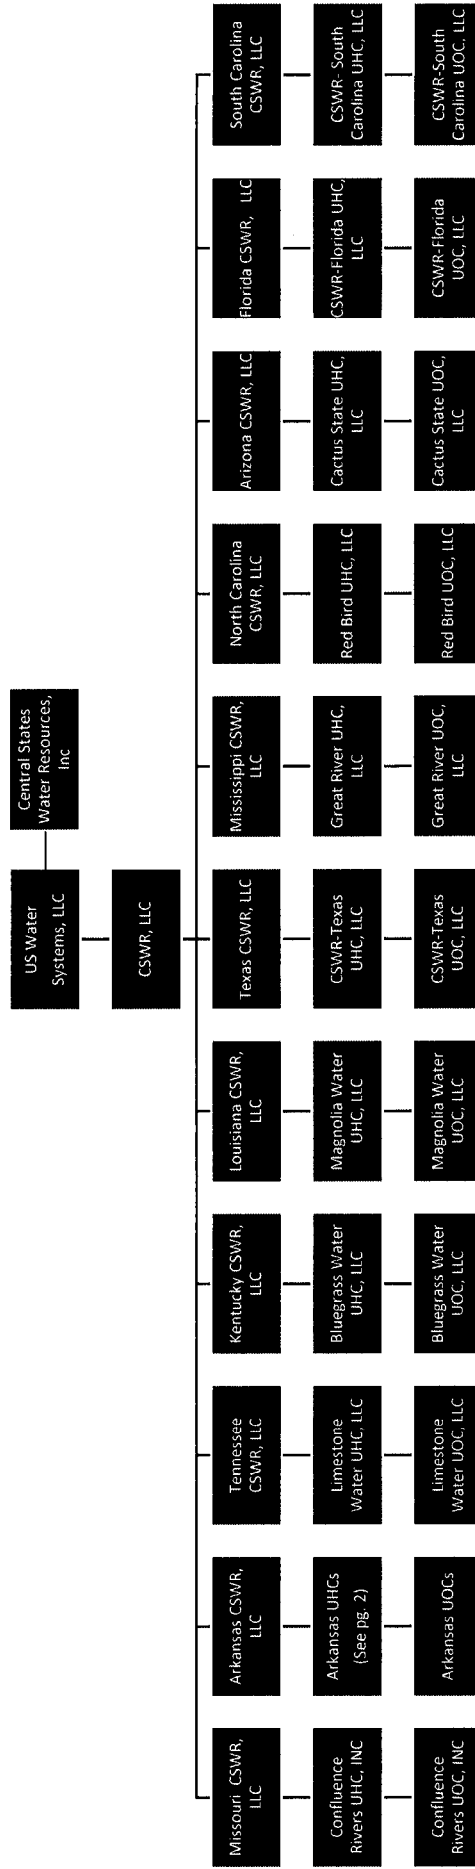 US Water
Systems, LLC
Central States
Water Resources,
Inc
CSWR, LLC
Missouri CSWR,
LLC
Arkansas CSWR,
LLC
Tennessee
CSWR, LLC
Kentucky CSWR,
LLC
Louisiana CSWR,
LLC
Texas CSWR, LLC
Mississippi CSWR,
LLC
North Carolina
CSWR, LLC
Arizona CSWR, LLC
Florida CSWR, LLC
South Carolina
CSWR, LLC
Confluence
Rivers UHC, INC
Arkansas UHCs
(See pg. 2)
Limestone
Water UHC, LLC
Bluegrass Water
UHC, LLC
Magnolia Water
UHC, LLC
CSWR-Texas
UHC, LLC
Great River UHC,
LLC
Red Bird UHC, LLC
Cactus State UHC,
LLC
CSWR-Florida UHC,
LLC
CSWR- South
Carolina UHC, LLC
Confluence
Rivers UOC, INC
Arkansas UOCs
Limestone
Water UOC, LLC
Bluegrass Water
UOC, LLC
Magnolia Water
UOC, LLC
CSWR-Texas
UOC, LLC
Great River UOC,
LLC
Red Bird UOC, LLC
Cactus State UOC,
LLC
CSWR-Florida
UOC, LLC
CSWR-South
Carolina UOC, LLC